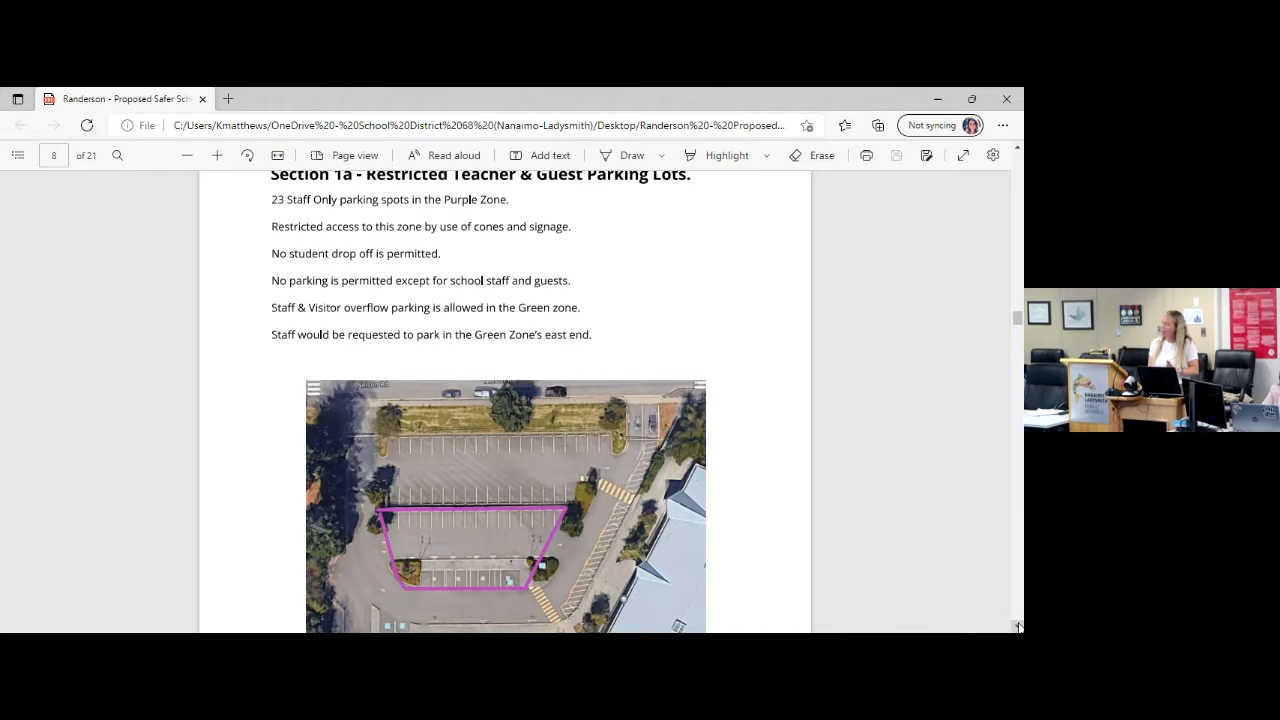 Randerson - Proposed Safer Sch
File
C:/Users/Kmatthews/OneDrive%20-%20School%20District%2068%20(Nanaimo-Ladysmith)/Desktop/Randerson%20-%20Proposed...
Not syncing
8 of 21
Page view
Read aloud
Add text
Draw
Highlight
Erase
Section 1a - Restricted Teacher & Guest Parking Lots.
23 Staff Only parking spots in the Purple Zone.
Restricted access to this zone by use of cones and signage.
No student drop off is permitted.
No parking is permitted except for school staff and guests.
Staff & Visitor overflow parking is allowed in the Green zone.
Staff would be requested to park in the Green Zone's east end.
NANAIMO
LADYSMITH
PUBLIC
SCHOOLS